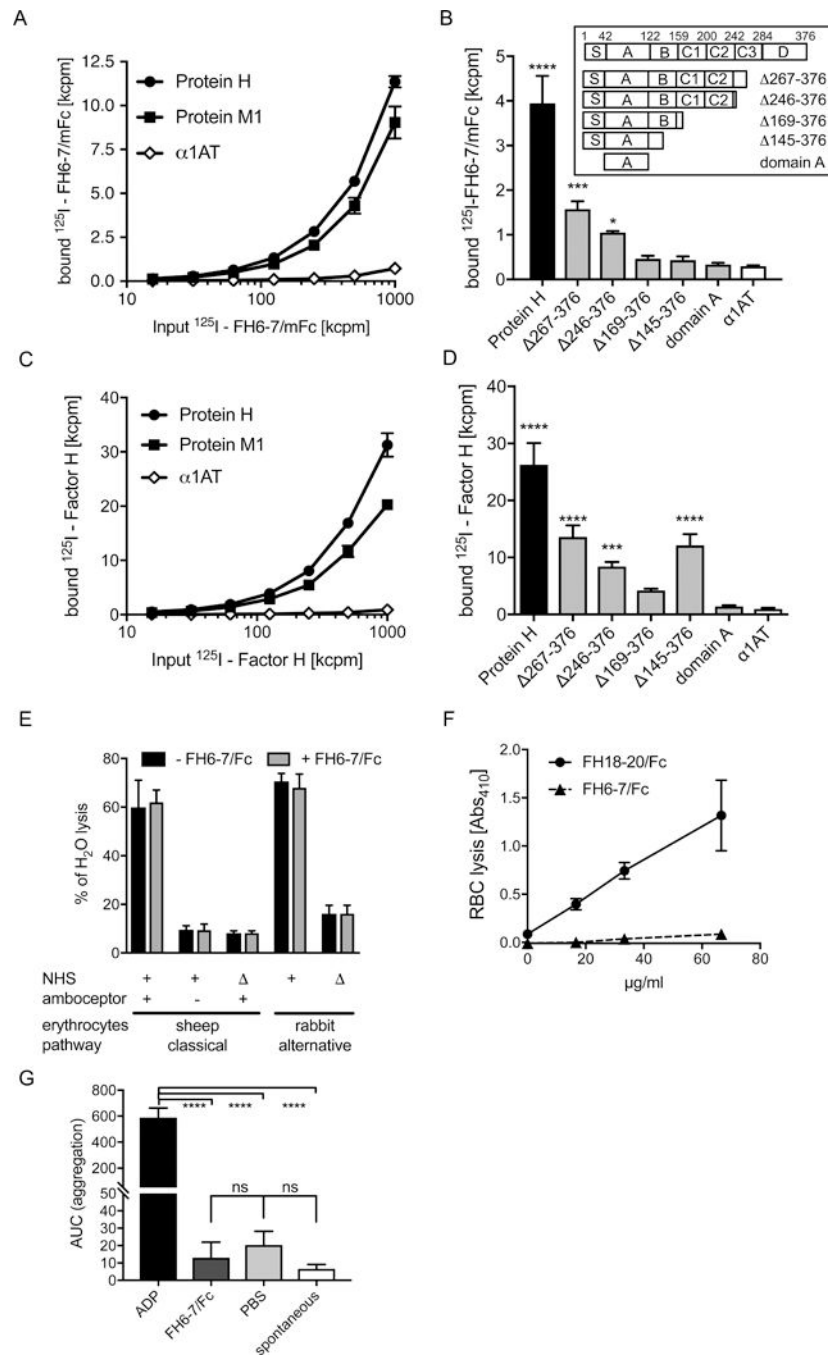 A
bound ¹²⁵I - FH6-7/mFc [kcpm]
12.5
10.0
7.5
5.0
2.5
0.0
Protein H
Protein M1
α1AT
10
100
1000
Input ¹²⁵I - FH6-7/mFc [kcpm]
B
bound ¹²⁵I-FH6-7/mFc [kcpm]
5
4
3
2
1
0
****
***
*
1 42 122 159 200 242 284 376
S A B C1 C2 C3 D
S A B C1 C2 Δ267-376
S A B C1 C2 Δ246-376
S A B Δ169-376
S A Δ145-376
A domain A
Protein H
Δ267-376
Δ246-376
Δ169-376
Δ145-376
domain A
α1AT
C
bound ¹²⁵I - Factor H [kcpm]
40
30
20
10
0
Protein H
Protein M1
α1AT
10
100
1000
Input ¹²⁵I - Factor H [kcpm]
D
bound ¹²⁵I - Factor H [kcpm]
40
30
20
10
0
****
****
***
****
Protein H
Δ267-376
Δ246-376
Δ169-376
Δ145-376
domain A
α1AT
E
% of H₂O lysis
80
60
40
20
0
- FH6-7/Fc
+ FH6-7/Fc
NHS + + Δ + Δ
amboceptor + - +
erythrocytes sheep rabbit
pathway classical alternative
F
RBC lysis [Abs₄₁₀]
2.0
1.5
1.0
0.5
0.0
FH18-20/Fc
FH6-7/Fc
0 20 40 60 80
μg/ml
G
AUC (aggregation)
800
600
400
200
50
40
30
20
10
0
**** **** ****
ns ns
ADP
FH6-7/Fc
PBS
spontaneous